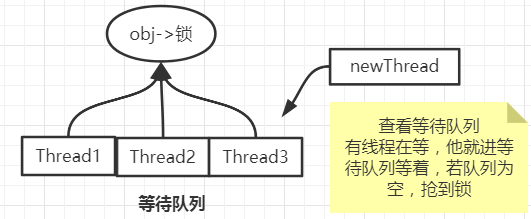 obj->锁
newThread
Thread1 Thread2 Thread3
等待队列
查看等待队列
有线程在等，他就进等
待队列等着，若队列为
空，抢到锁